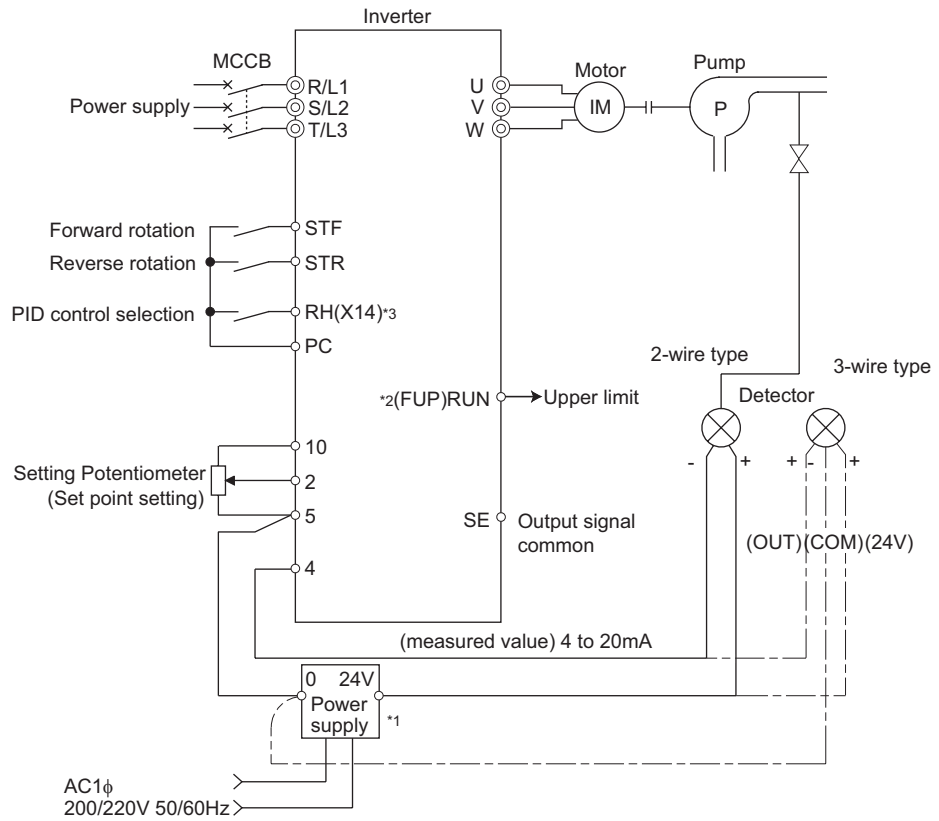 Inverter
MCCB
Motor
Pump
R/L1
U
Power supply
S/L2
V
IM
P
T/L3
W
Forward rotation
STF
Reverse rotation
STR
PID control selection
RH(X14)*3
PC
2-wire type
3-wire type
*2(FUP)RUN
Upper limit
Detector
10
- +
+ - +
Setting Potentiometer
(Set point setting)
2
5
SE
Output signal
common
(OUT)(COM)(24V)
4
(measured value) 4 to 20mA
0 24V
Power
supply
*1
AC1ϕ
200/220V 50/60Hz